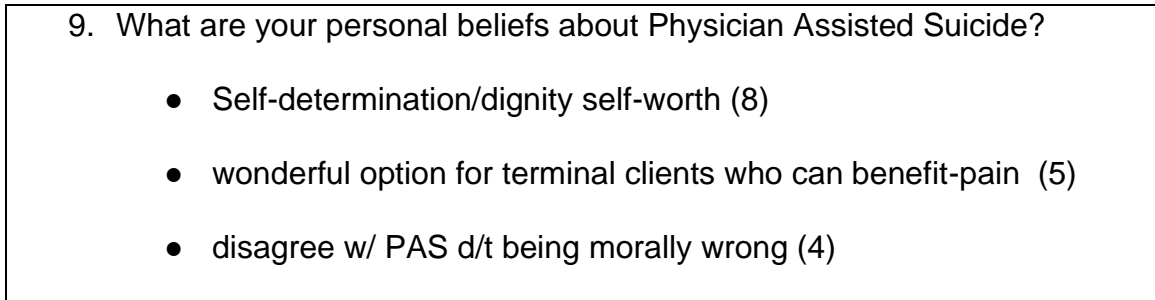 9. What are your personal beliefs about Physician Assisted Suicide?
● Self-determination/dignity self-worth (8)
● wonderful option for terminal clients who can benefit-pain  (5)
● disagree w/ PAS d/t being morally wrong (4)